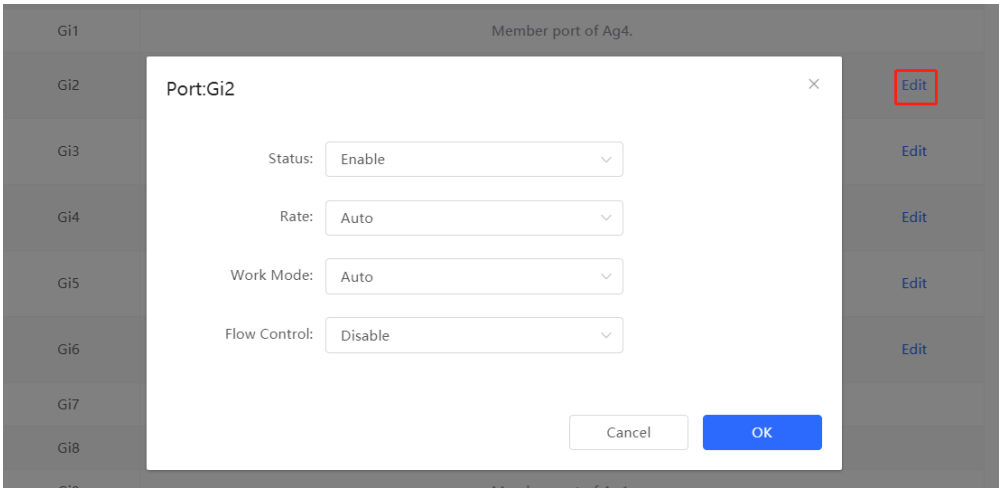 Gi1 Member port of Ag4.
Port:Gi2
Gi2 Edit
Status: Enable
Gi3 Edit
Rate: Auto
Gi4 Edit
Work Mode: Auto
Gi5 Edit
Flow Control: Disable
Gi6 Edit
Gi7
Cancel OK
Gi8